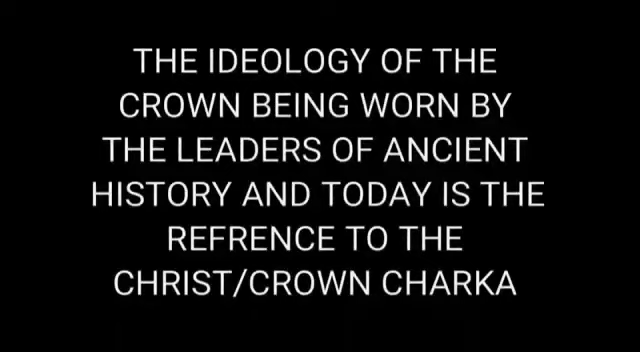 THE IDEOLOGY OF THE
CROWN BEING WORN BY
THE LEADERS OF ANCIENT
HISTORY AND TODAY IS THE
REFRENCE TO THE
CHRIST/CROWN CHARKA